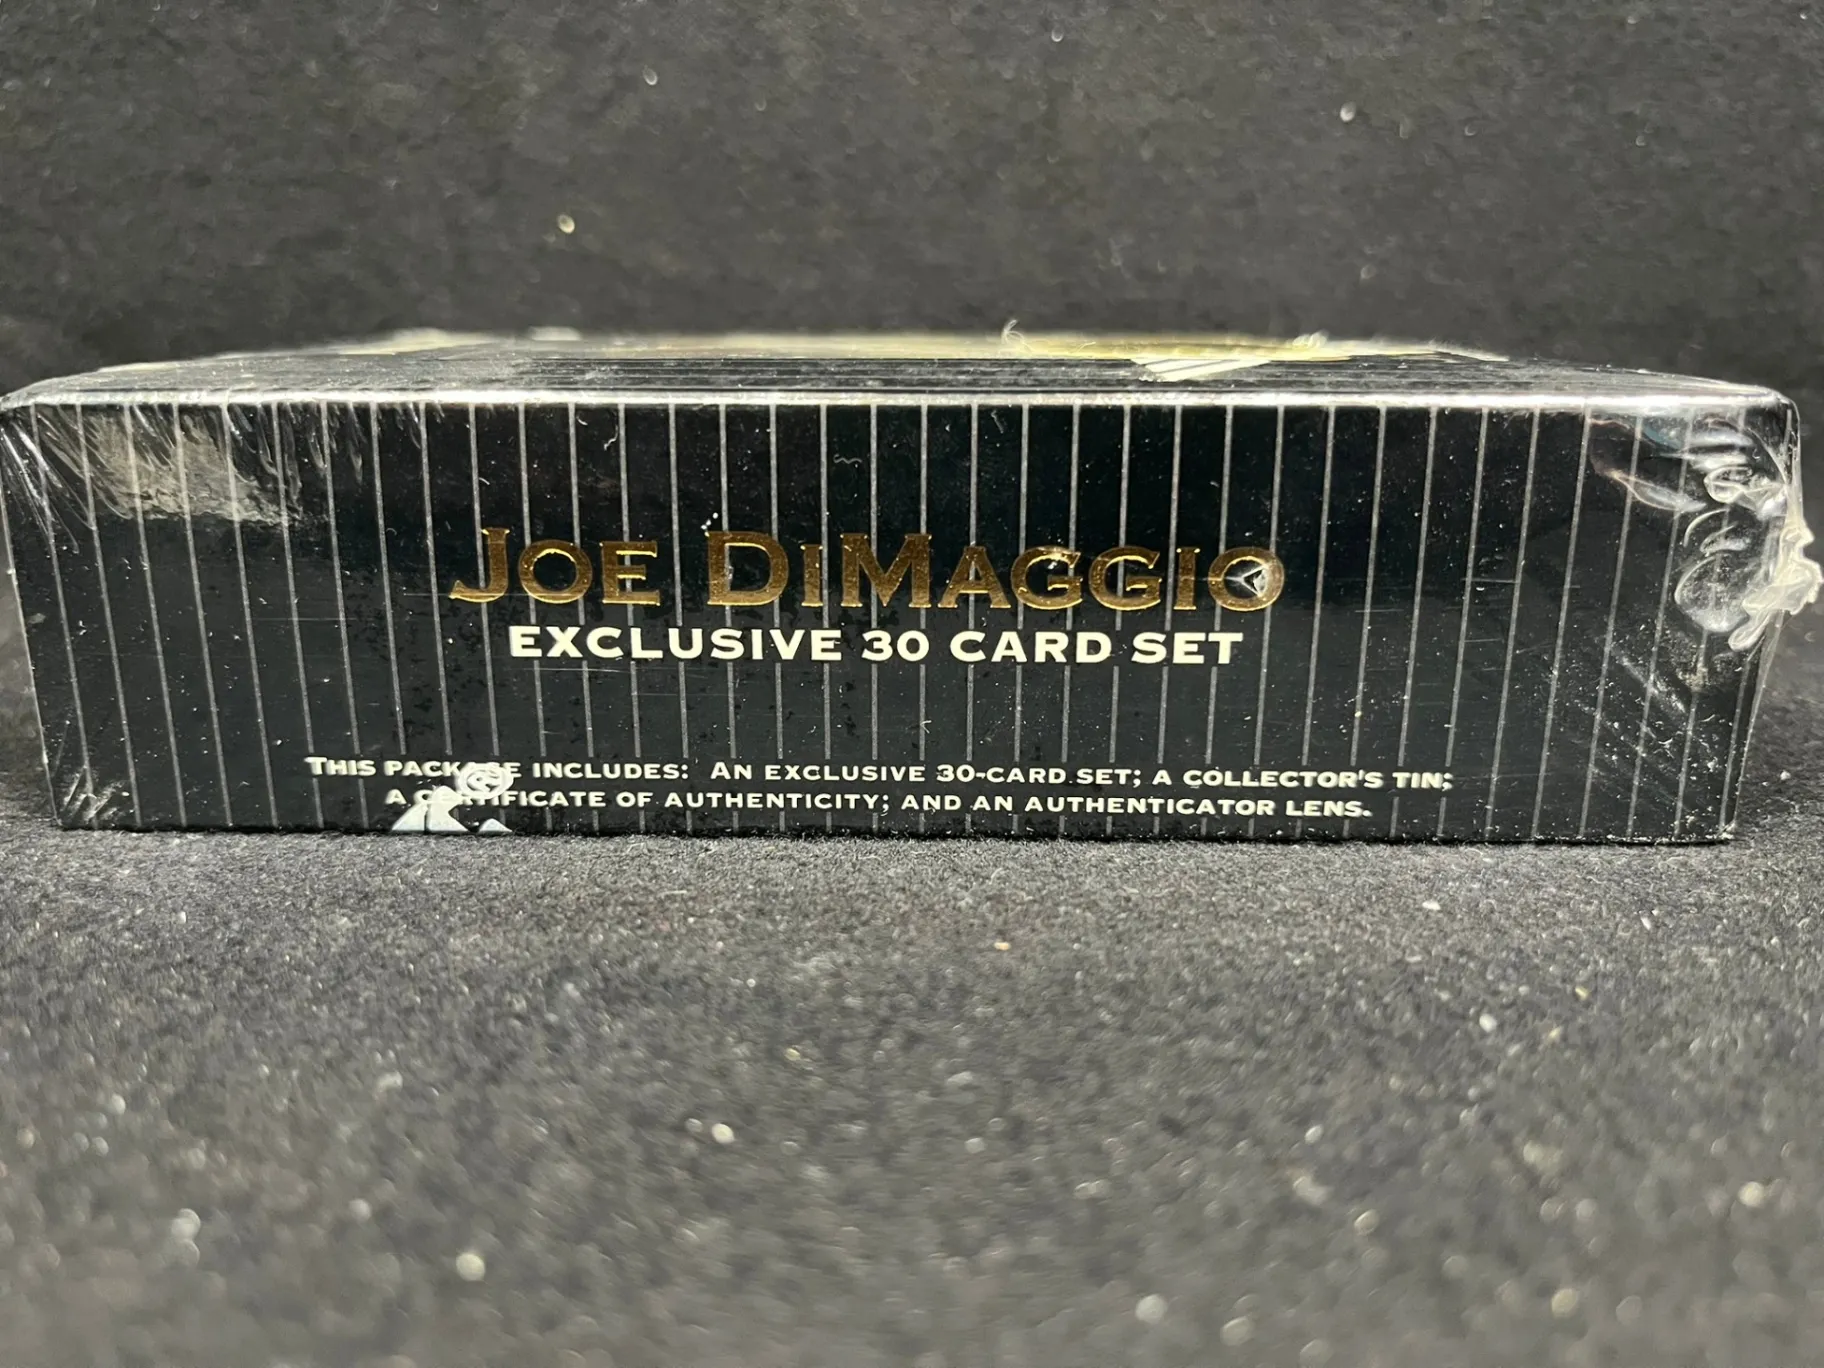 JOE DIMAGGIO
EXCLUSIVE 30 CARD SET
THIS PACKAGE INCLUDES: AN EXCLUSIVE 30-CARD SET; A COLLECTOR'S TIN;
A CERTIFICATE OF AUTHENTICITY; AND AN AUTHENTICATOR LENS.